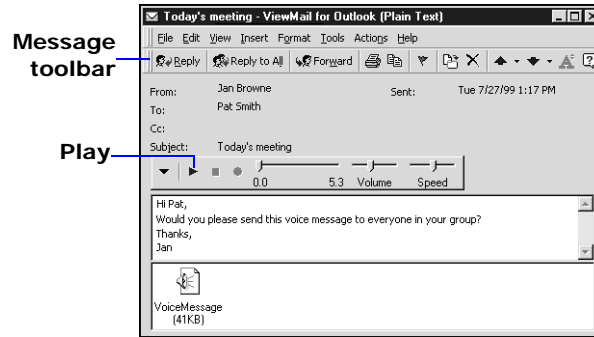 Today's meeting - ViewMail for Outlook (Plain Text)
Message toolbar
File Edit View Insert Format Tools Actions Help
Reply Reply to All Forward
From: Jan Browne Sent: Tue 7/27/99 1:17 PM
To: Pat Smith
Cc:
Subject: Today's meeting
Play
0.0 5.3 Volume Speed
Hi Pat,
Would you please send this voice message to everyone in your group?
Thanks,
Jan
VoiceMessage
(41KB)